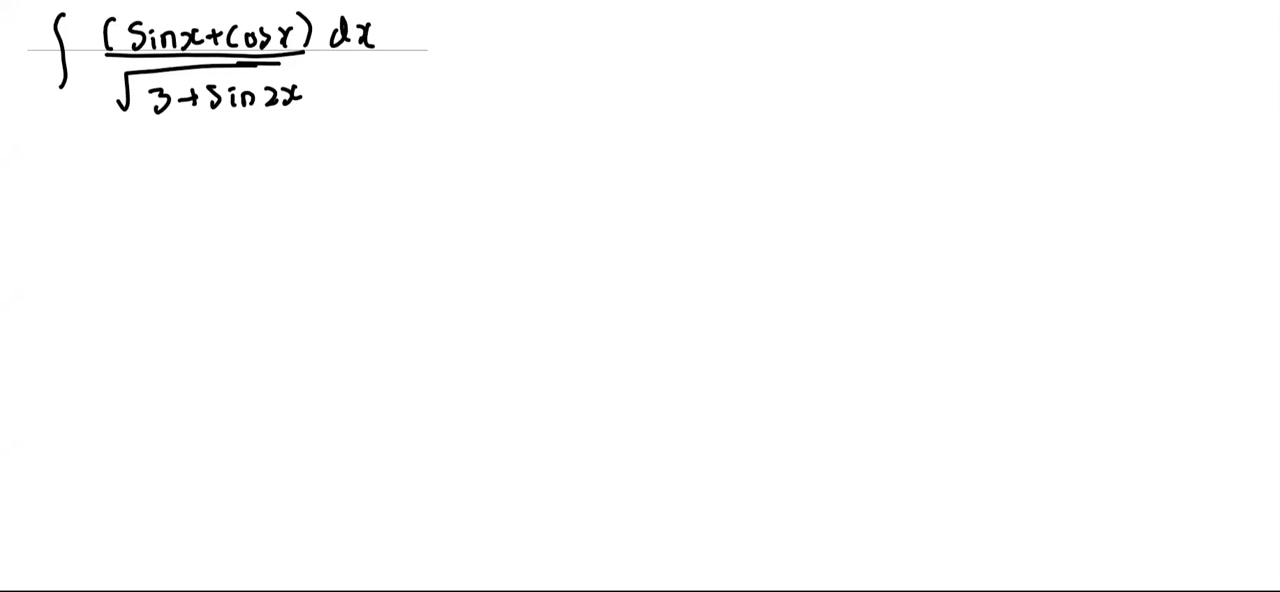 ∫ (Sinx+Cosx) dx
√3+Sin2x